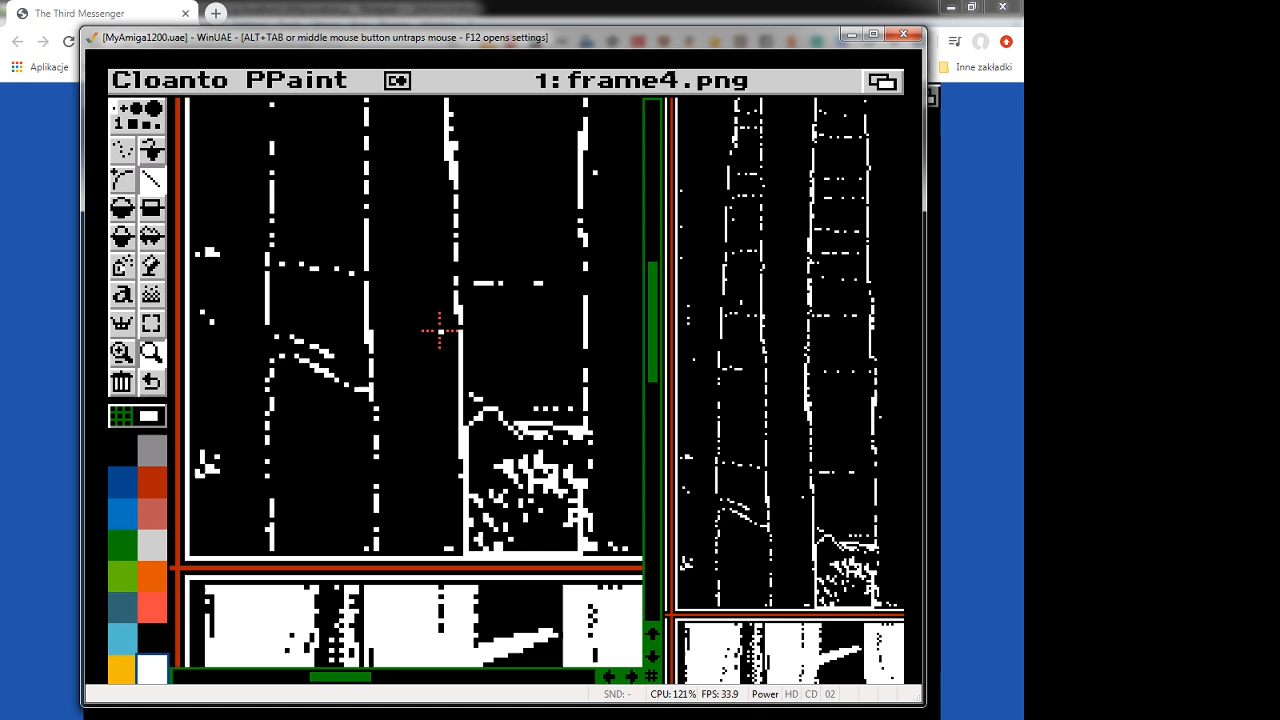 The Third Messenger
[MyAmiga1200.uae] - WinUAE - [ALT+TAB or middle mouse button untraps mouse - F12 opens settings]
Aplikacje
Inne zakładki
Cloanto PPaint
1:frame4.png
1
a
SND: -
CPU: 121%
FPS: 33.9
Power
HD
CD
02